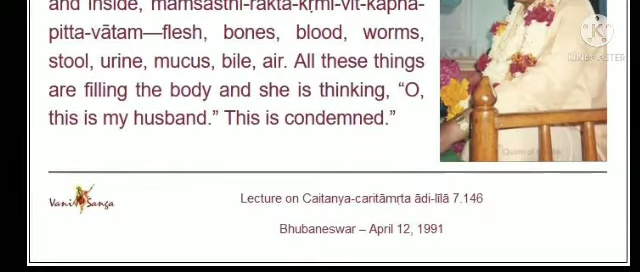 and inside, māmsāsthi-rakta-kṛmi-viṭ-kapha-
pitta-vātam—flesh, bones, blood, worms,
stool, urine, mucus, bile, air. All these things
are filling the body and she is thinking, “O,
this is my husband.” This is condemned.”
KINEMASTER
Vani Sanga
Lecture on Caitanya-caritāmṛta ādi-līlā 7.146
Bhubaneswar – April 12, 1991